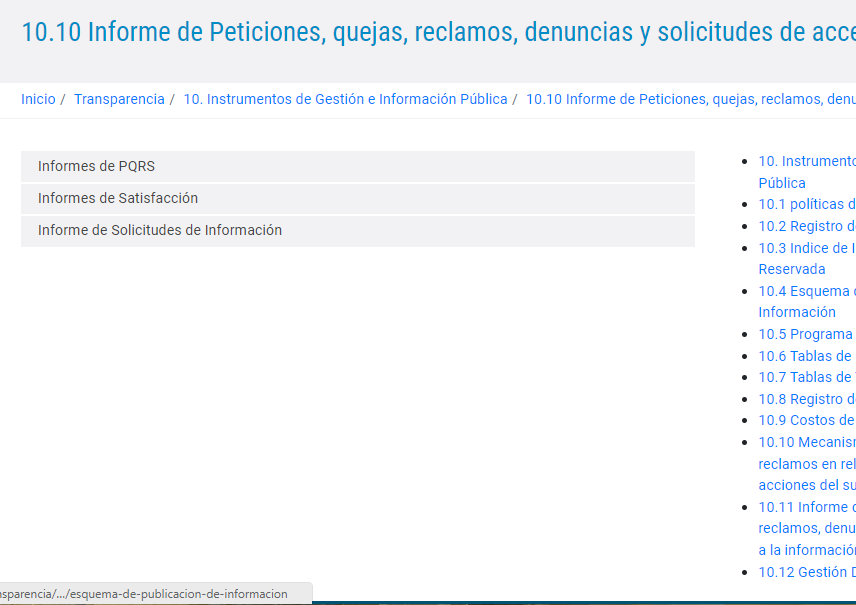 10.10 Informe de Peticiones, quejas, reclamos, denuncias y solicitudes de acce
Inicio / Transparencia / 10. Instrumentos de Gestión e Información Pública / 10.10 Informe de Peticiones, quejas, reclamos, denu
Informes de PQRS
Informes de Satisfacción
Informe de Solicitudes de Información
10. Instrumento
Pública
10.1 políticas d
10.2 Registro d
10.3 Indice de I
Reservada
10.4 Esquema d
Información
10.5 Programa
10.6 Tablas de
10.7 Tablas de
10.8 Registro d
10.9 Costos de
10.10 Mecanism
reclamos en rel
acciones del su
10.11 Informe d
reclamos, denu
a la información
10.12 Gestión D
nsparencia/.../esquema-de-publicacion-de-informacion